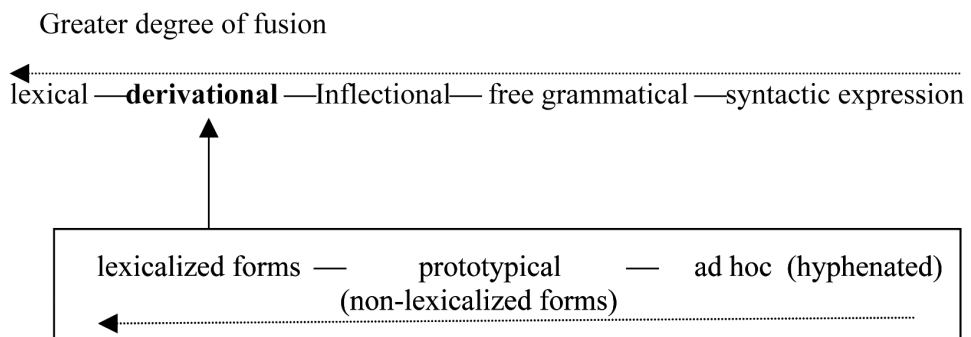 Greater degree of fusion
lexical — derivational — Inflectional — free grammatical — syntactic expression
lexicalized forms — prototypical — ad hoc (hyphenated)
(non-lexicalized forms)